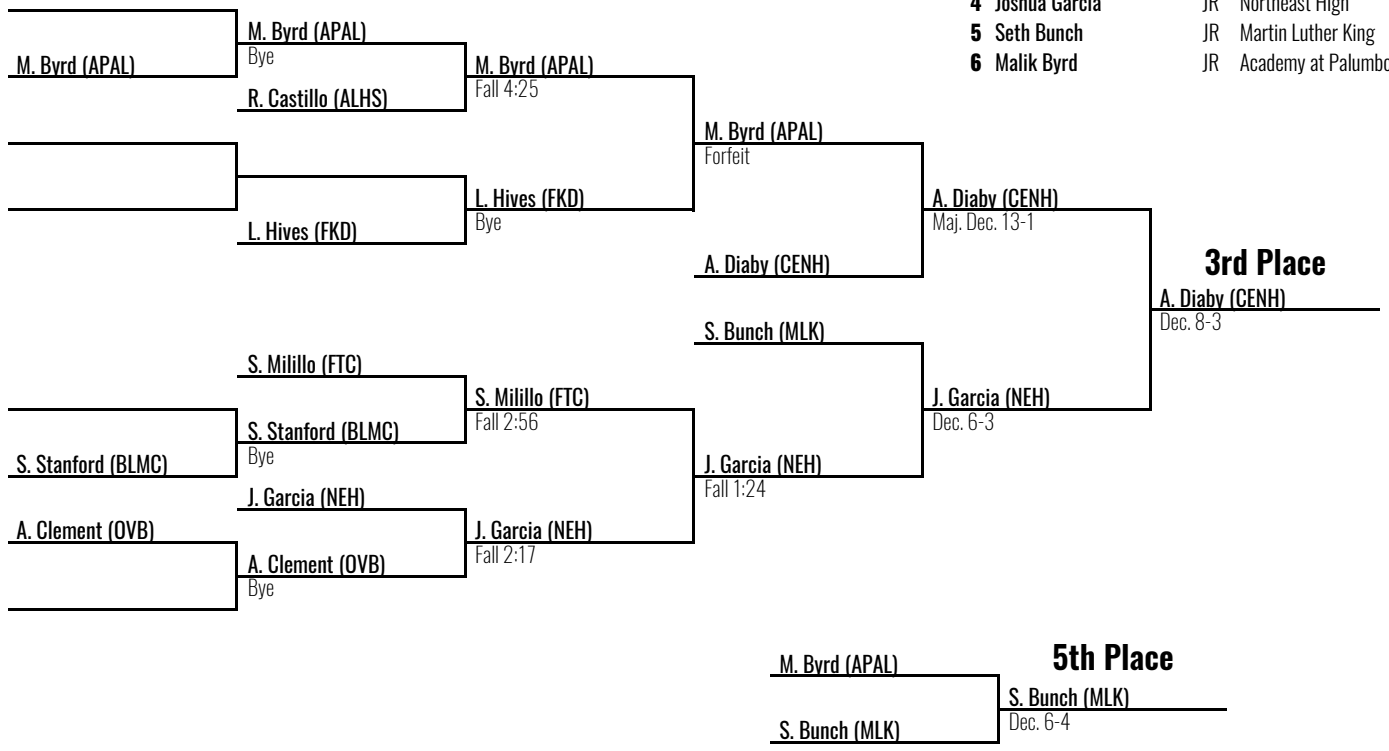 4 Joshua Garcia JR Northeast High
5 Seth Bunch JR Martin Luther King
6 Malik Byrd JR Academy at Palumbo
M. Byrd (APAL)
M. Byrd (APAL)
Bye
R. Castillo (ALHS)
M. Byrd (APAL)
Fall 4:25
L. Hives (FKD)
L. Hives (FKD)
Bye
M. Byrd (APAL)
Forfeit
A. Diaby (CENH)
A. Diaby (CENH)
Maj. Dec. 13-1
3rd Place
A. Diaby (CENH)
Dec. 8-3
S. Bunch (MLK)
S. Milillo (FTC)
S. Stanford (BLMC)
S. Stanford (BLMC)
Bye
S. Milillo (FTC)
Fall 2:56
J. Garcia (NEH)
Dec. 6-3
J. Garcia (NEH)
Fall 1:24
J. Garcia (NEH)
A. Clement (OVB)
A. Clement (OVB)
Bye
J. Garcia (NEH)
Fall 2:17
5th Place
M. Byrd (APAL)
S. Bunch (MLK)
S. Bunch (MLK)
Dec. 6-4